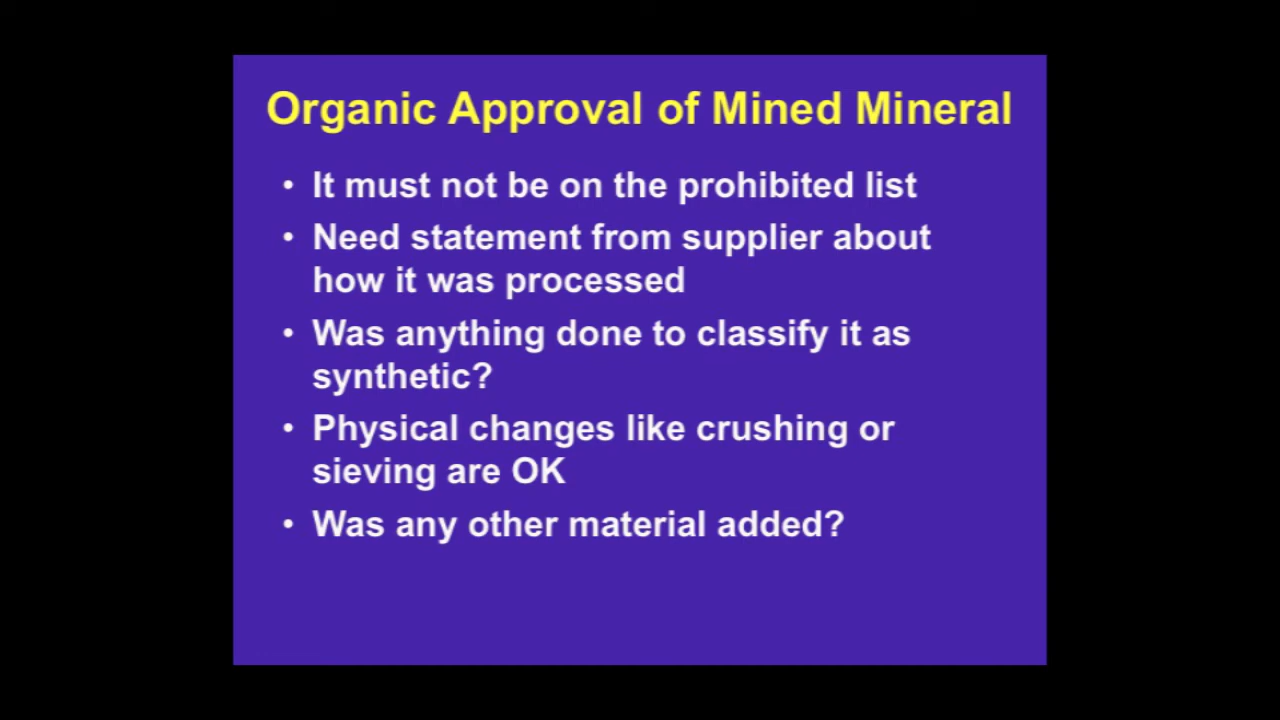 Organic Approval of Mined Mineral
• It must not be on the prohibited list
• Need statement from supplier about
how it was processed
• Was anything done to classify it as
synthetic?
• Physical changes like crushing or
sieving are OK
• Was any other material added?